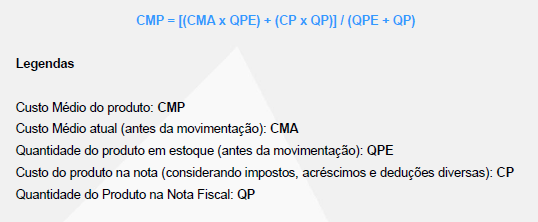 CMP = [(CMA x QPE) + (CP x QP)] / (QPE + QP)
Legendas
Custo Médio do produto: CMP
Custo Médio atual (antes da movimentação): CMA
Quantidade do produto em estoque (antes da movimentação): QPE
Custo do produto na nota (considerando impostos, acréscimos e deduções diversas): CP
Quantidade do Produto na Nota Fiscal: QP